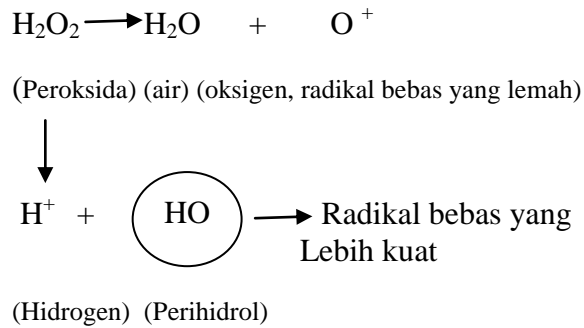 H₂O₂ → H₂O + O⁺
(Peroksida) (air) (oksigen, radikal bebas yang lemah)
H⁺ + HO → Radikal bebas yang
Lebih kuat
(Hidrogen) (Perihidrol)